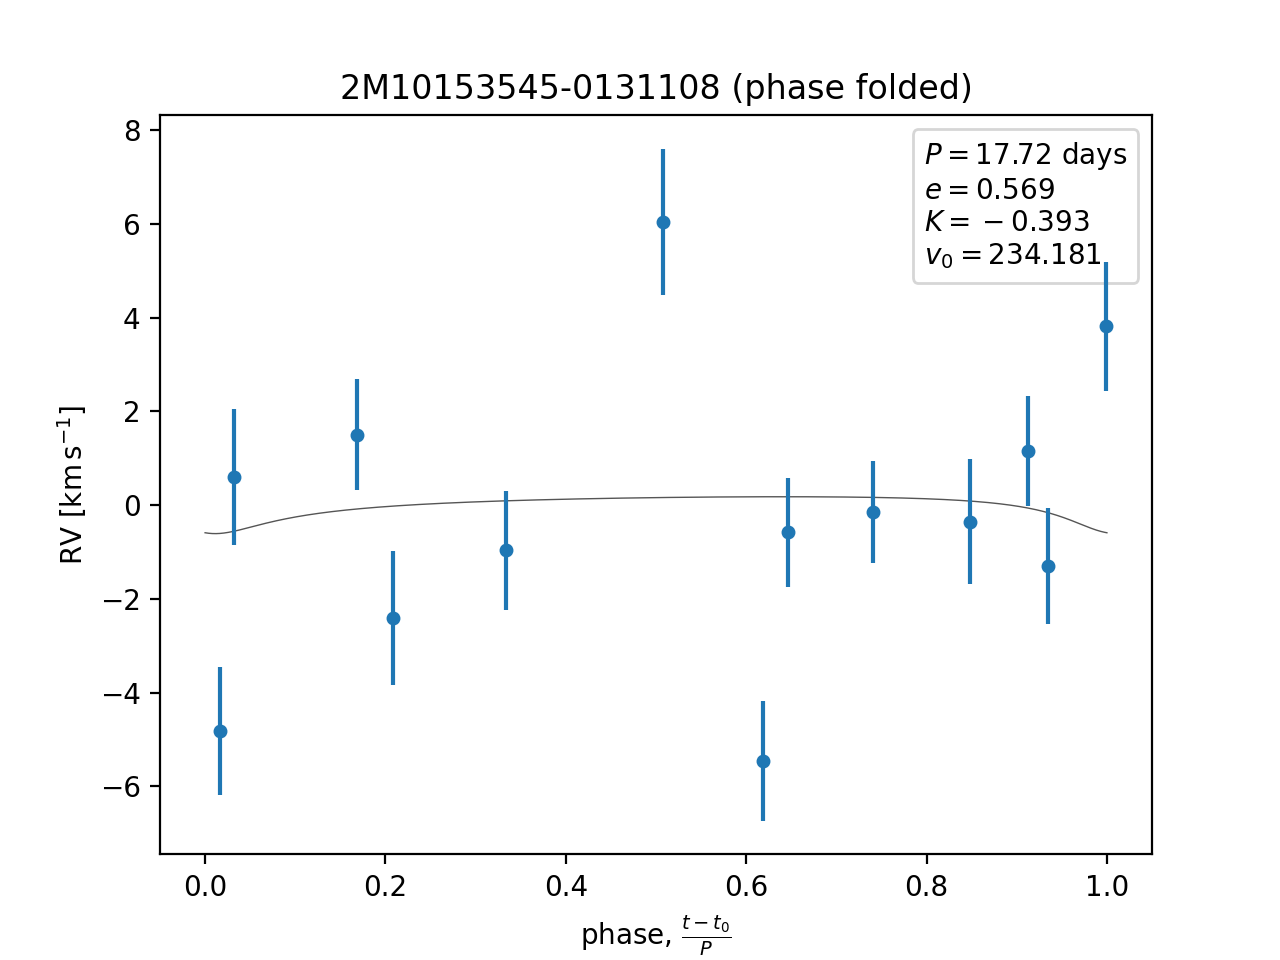 2M10153545-0131108 (phase folded)
P = 17.72 days
e = 0.569
K = − 0.393
v₀ = 234.181
8
6
4
2
0
−2
−4
−6
RV [km s⁻¹]
0.0 0.2 0.4 0.6 0.8 1.0
phase, (t − t₀)/P